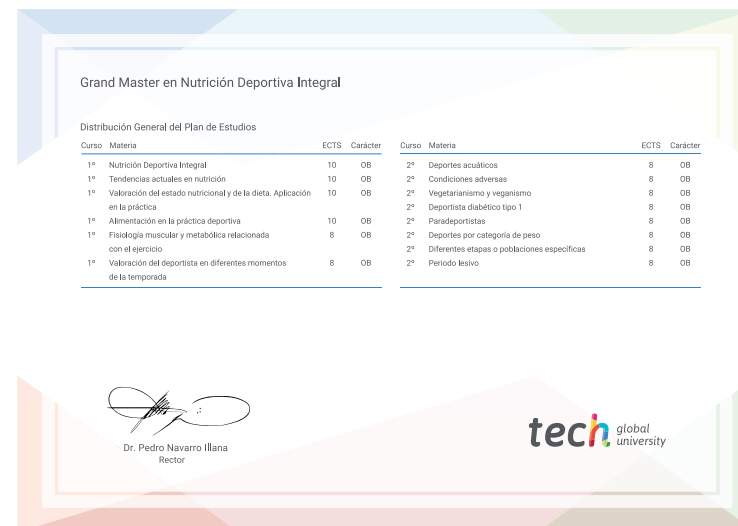 Grand Master en Nutrición Deportiva Integral
Distribución General del Plan de Estudios
Curso Materia ECTS Carácter
1º Nutrición Deportiva Integral 10 OB
1º Tendencias actuales en nutrición 10 OB
1º Valoración del estado nutricional y de la dieta. Aplicación 10 OB
en la práctica
1º Alimentación en la práctica deportiva 10 OB
1º Fisiología muscular y metabólica relacionada 8 OB
con el ejercicio
1º Valoración del deportista en diferentes momentos 8 OB
de la temporada
Curso Materia ECTS Carácter
2º Deportes acuáticos 8 OB
2º Condiciones adversas 8 OB
2º Vegetarianismo y veganismo 8 OB
2º Deportista diabético tipo 1 8 OB
2º Paradeportistas 8 OB
2º Deportes por categoría de peso 8 OB
2º Diferentes etapas o poblaciones específicas 8 OB
2º Periodo lesivo 8 OB
Dr. Pedro Navarro Illana
Rector
tech global
university